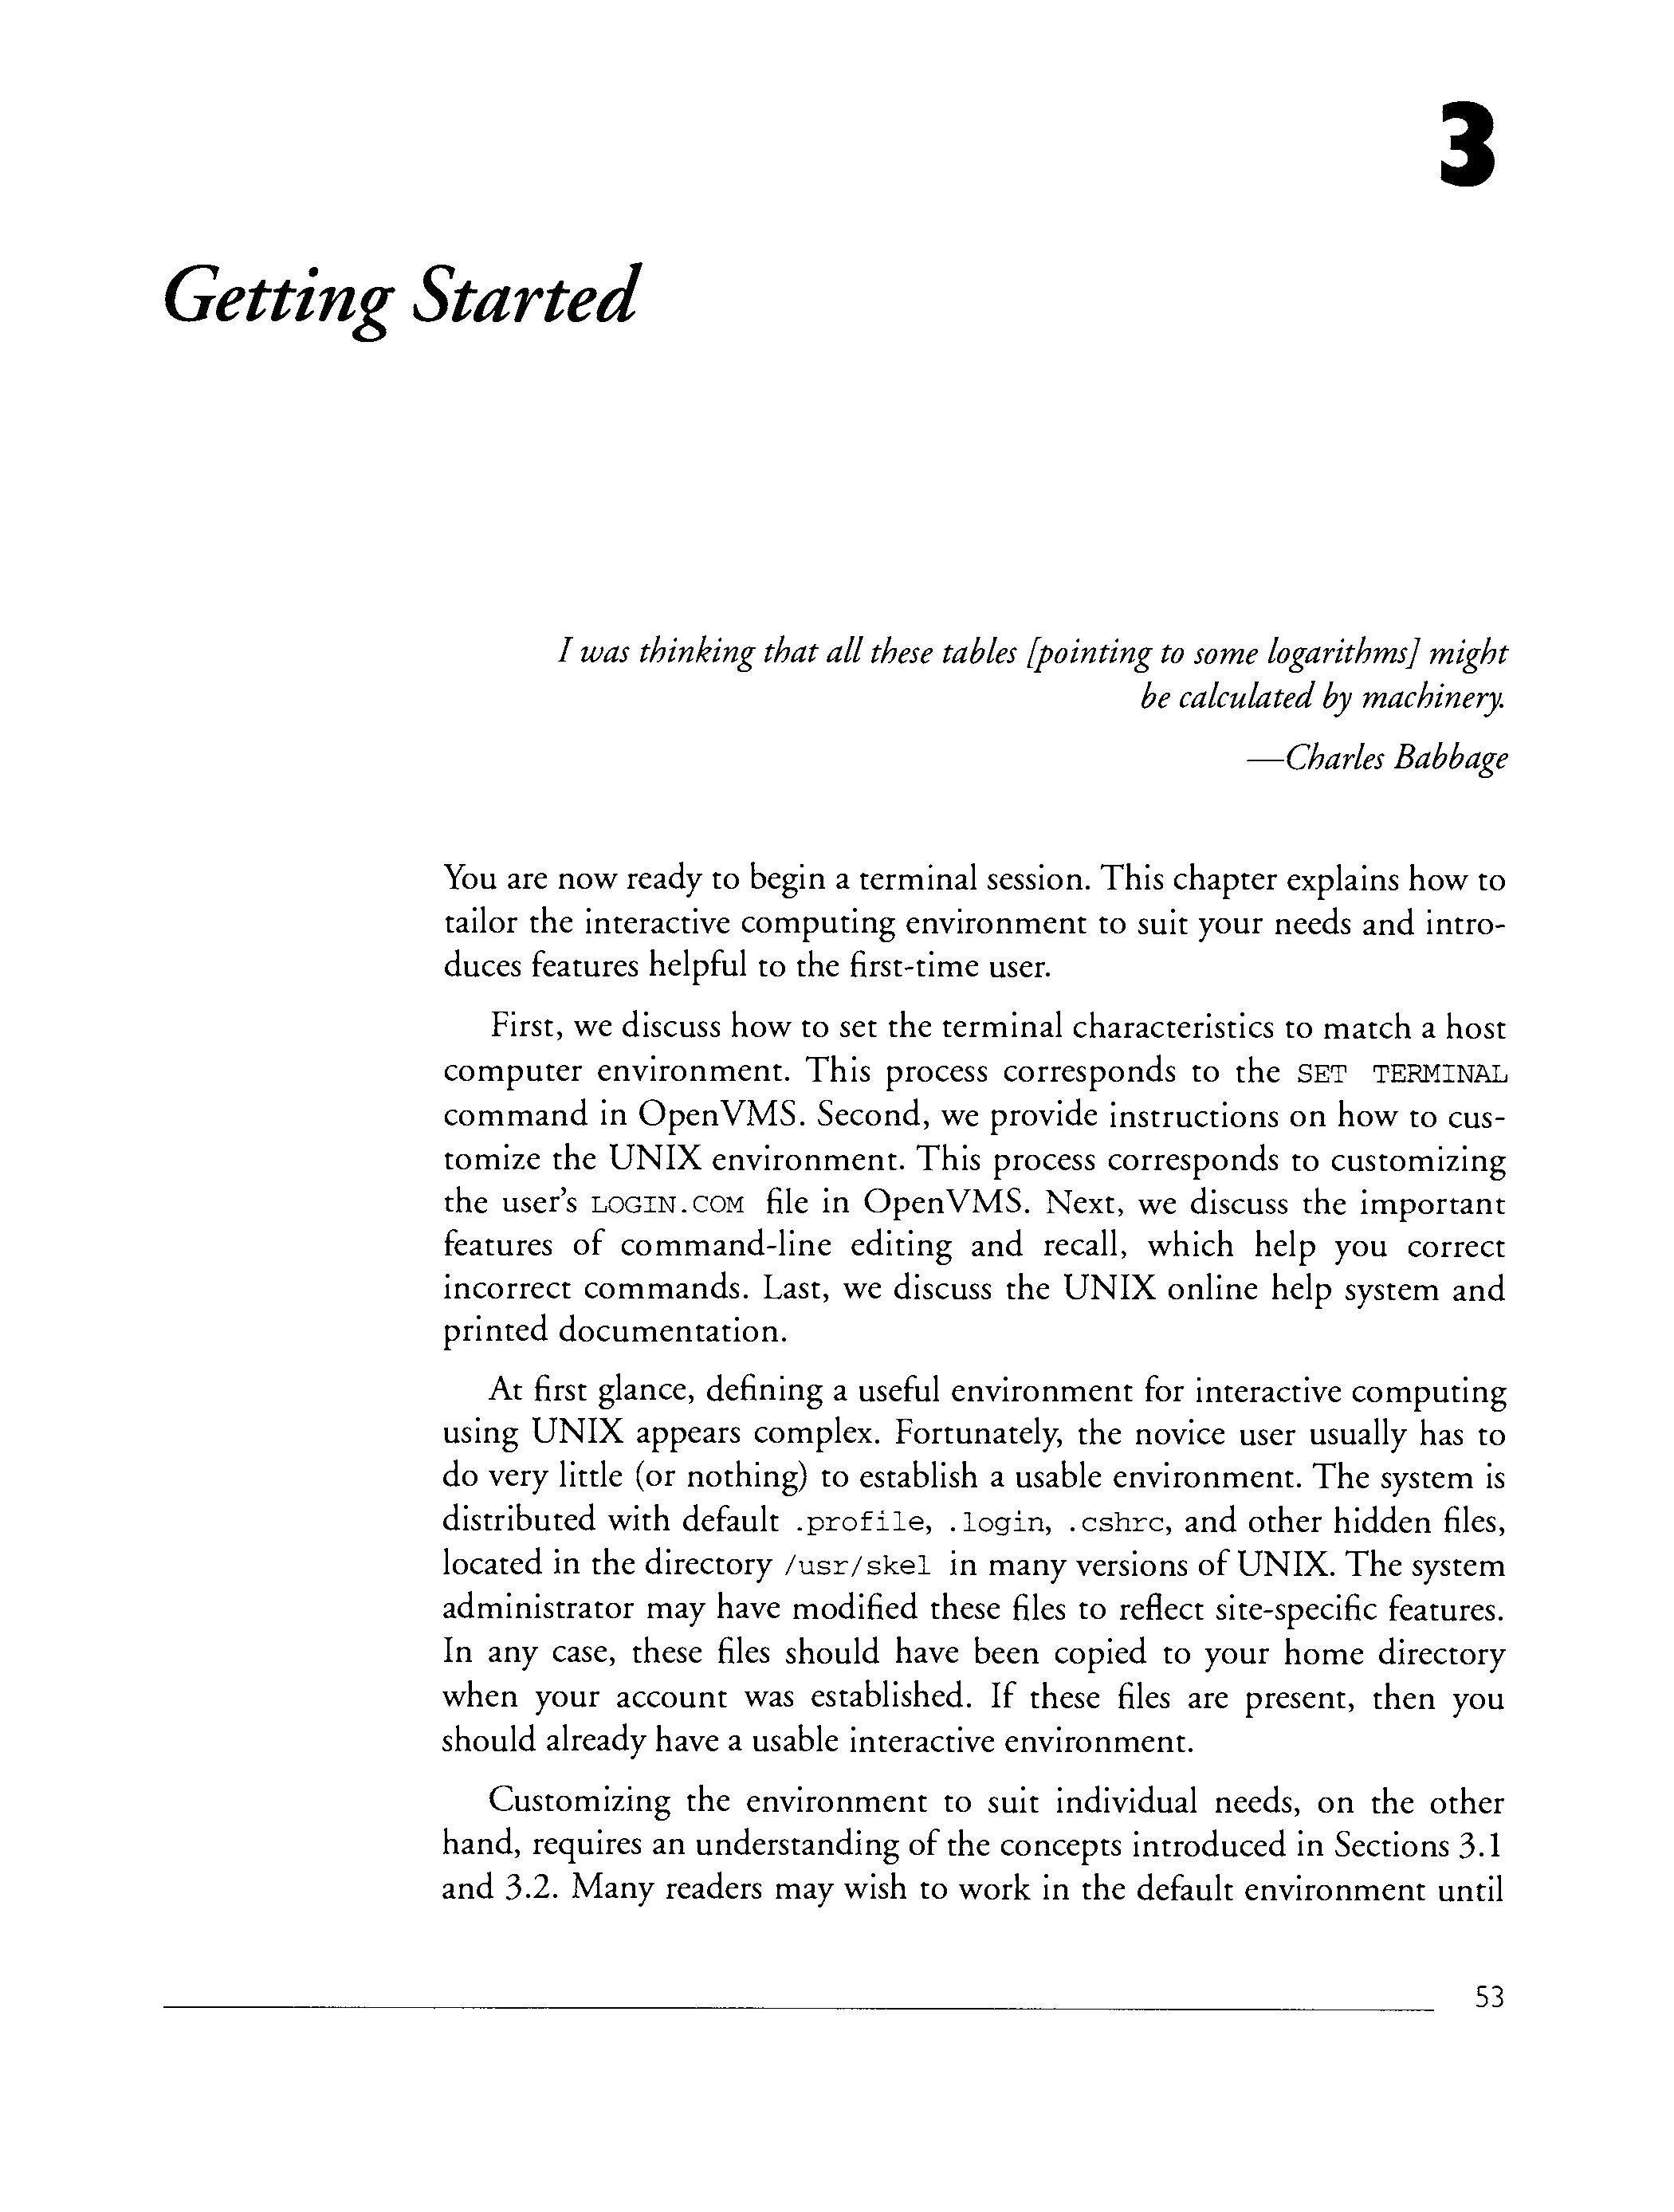 3
Getting Started
I was thinking that all these tables [pointing to some logarithms] might
be calculated by machinery.
—Charles Babbage
You are now ready to begin a terminal session. This chapter explains how to
tailor the interactive computing environment to suit your needs and intro-
duces features helpful to the first-time user.
First, we discuss how to set the terminal characteristics to match a host
computer environment. This process corresponds to the SET TERMINAL
command in OpenVMS. Second, we provide instructions on how to cus-
tomize the UNIX environment. This process corresponds to customizing
the user's LOGIN.COM file in OpenVMS. Next, we discuss the important
features of command-line editing and recall, which help you correct
incorrect commands. Last, we discuss the UNIX online help system and
printed documentation.
At first glance, defining a useful environment for interactive computing
using UNIX appears complex. Fortunately, the novice user usually has to
do very little (or nothing) to establish a usable environment. The system is
distributed with default .profile, .login, .cshrc, and other hidden files,
located in the directory /usr/skel in many versions of UNIX. The system
administrator may have modified these files to reflect site-specific features.
In any case, these files should have been copied to your home directory
when your account was established. If these files are present, then you
should already have a usable interactive environment.
Customizing the environment to suit individual needs, on the other
hand, requires an understanding of the concepts introduced in Sections 3.1
and 3.2. Many readers may wish to work in the default environment until
53